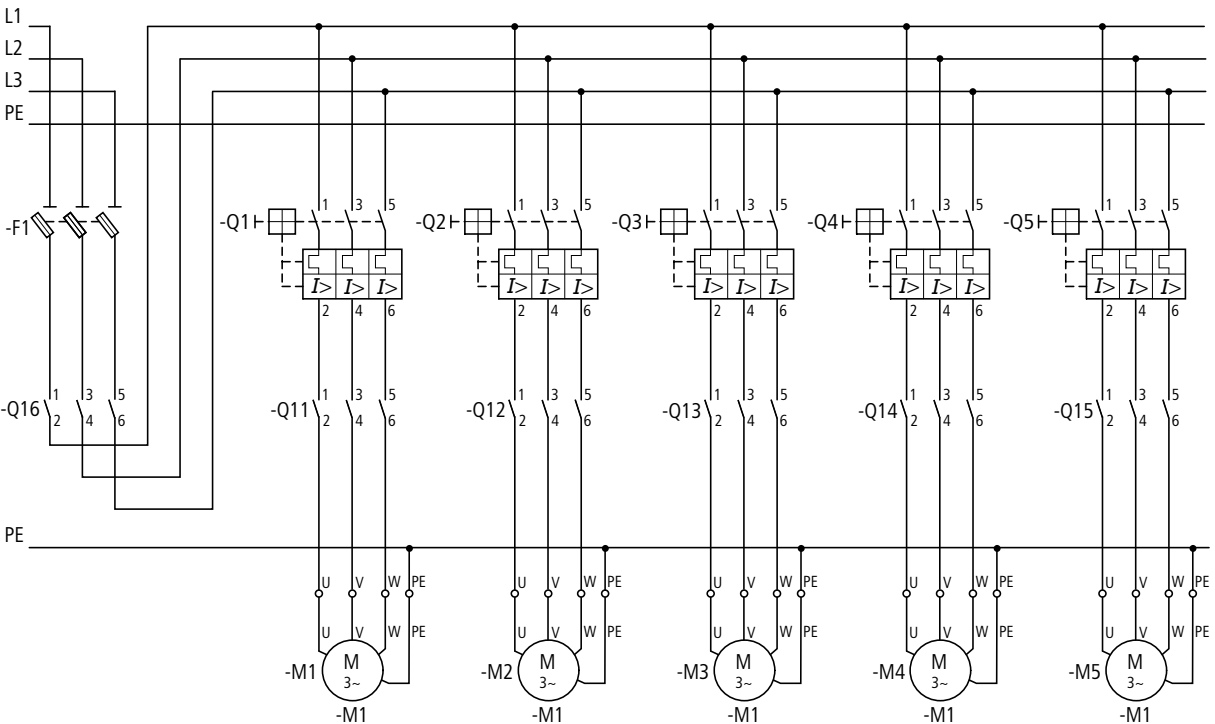 L1
L2
L3
PE
1 3 5 1 3 5 1 3 5 1 3 5 1 3 5
-F1 -Q1 -Q2 -Q3 -Q4 -Q5
I> I> I> I> I> I> I> I> I> I> I> I> I> I> I>
2 4 6 2 4 6 2 4 6 2 4 6 2 4 6
1 3 5 1 3 5 1 3 5 1 3 5 1 3 5 1 3 5
-Q16 -Q11 -Q12 -Q13 -Q14 -Q15
2 4 6 2 4 6 2 4 6 2 4 6 2 4 6 2 4 6
PE
U V W PE U V W PE U V W PE U V W PE U V W PE
U V W PE U V W PE U V W PE U V W PE U V W PE
-M1 M -M2 M -M3 M -M4 M -M5 M
3~ 3~ 3~ 3~ 3~
-M1 -M1 -M1 -M1 -M1